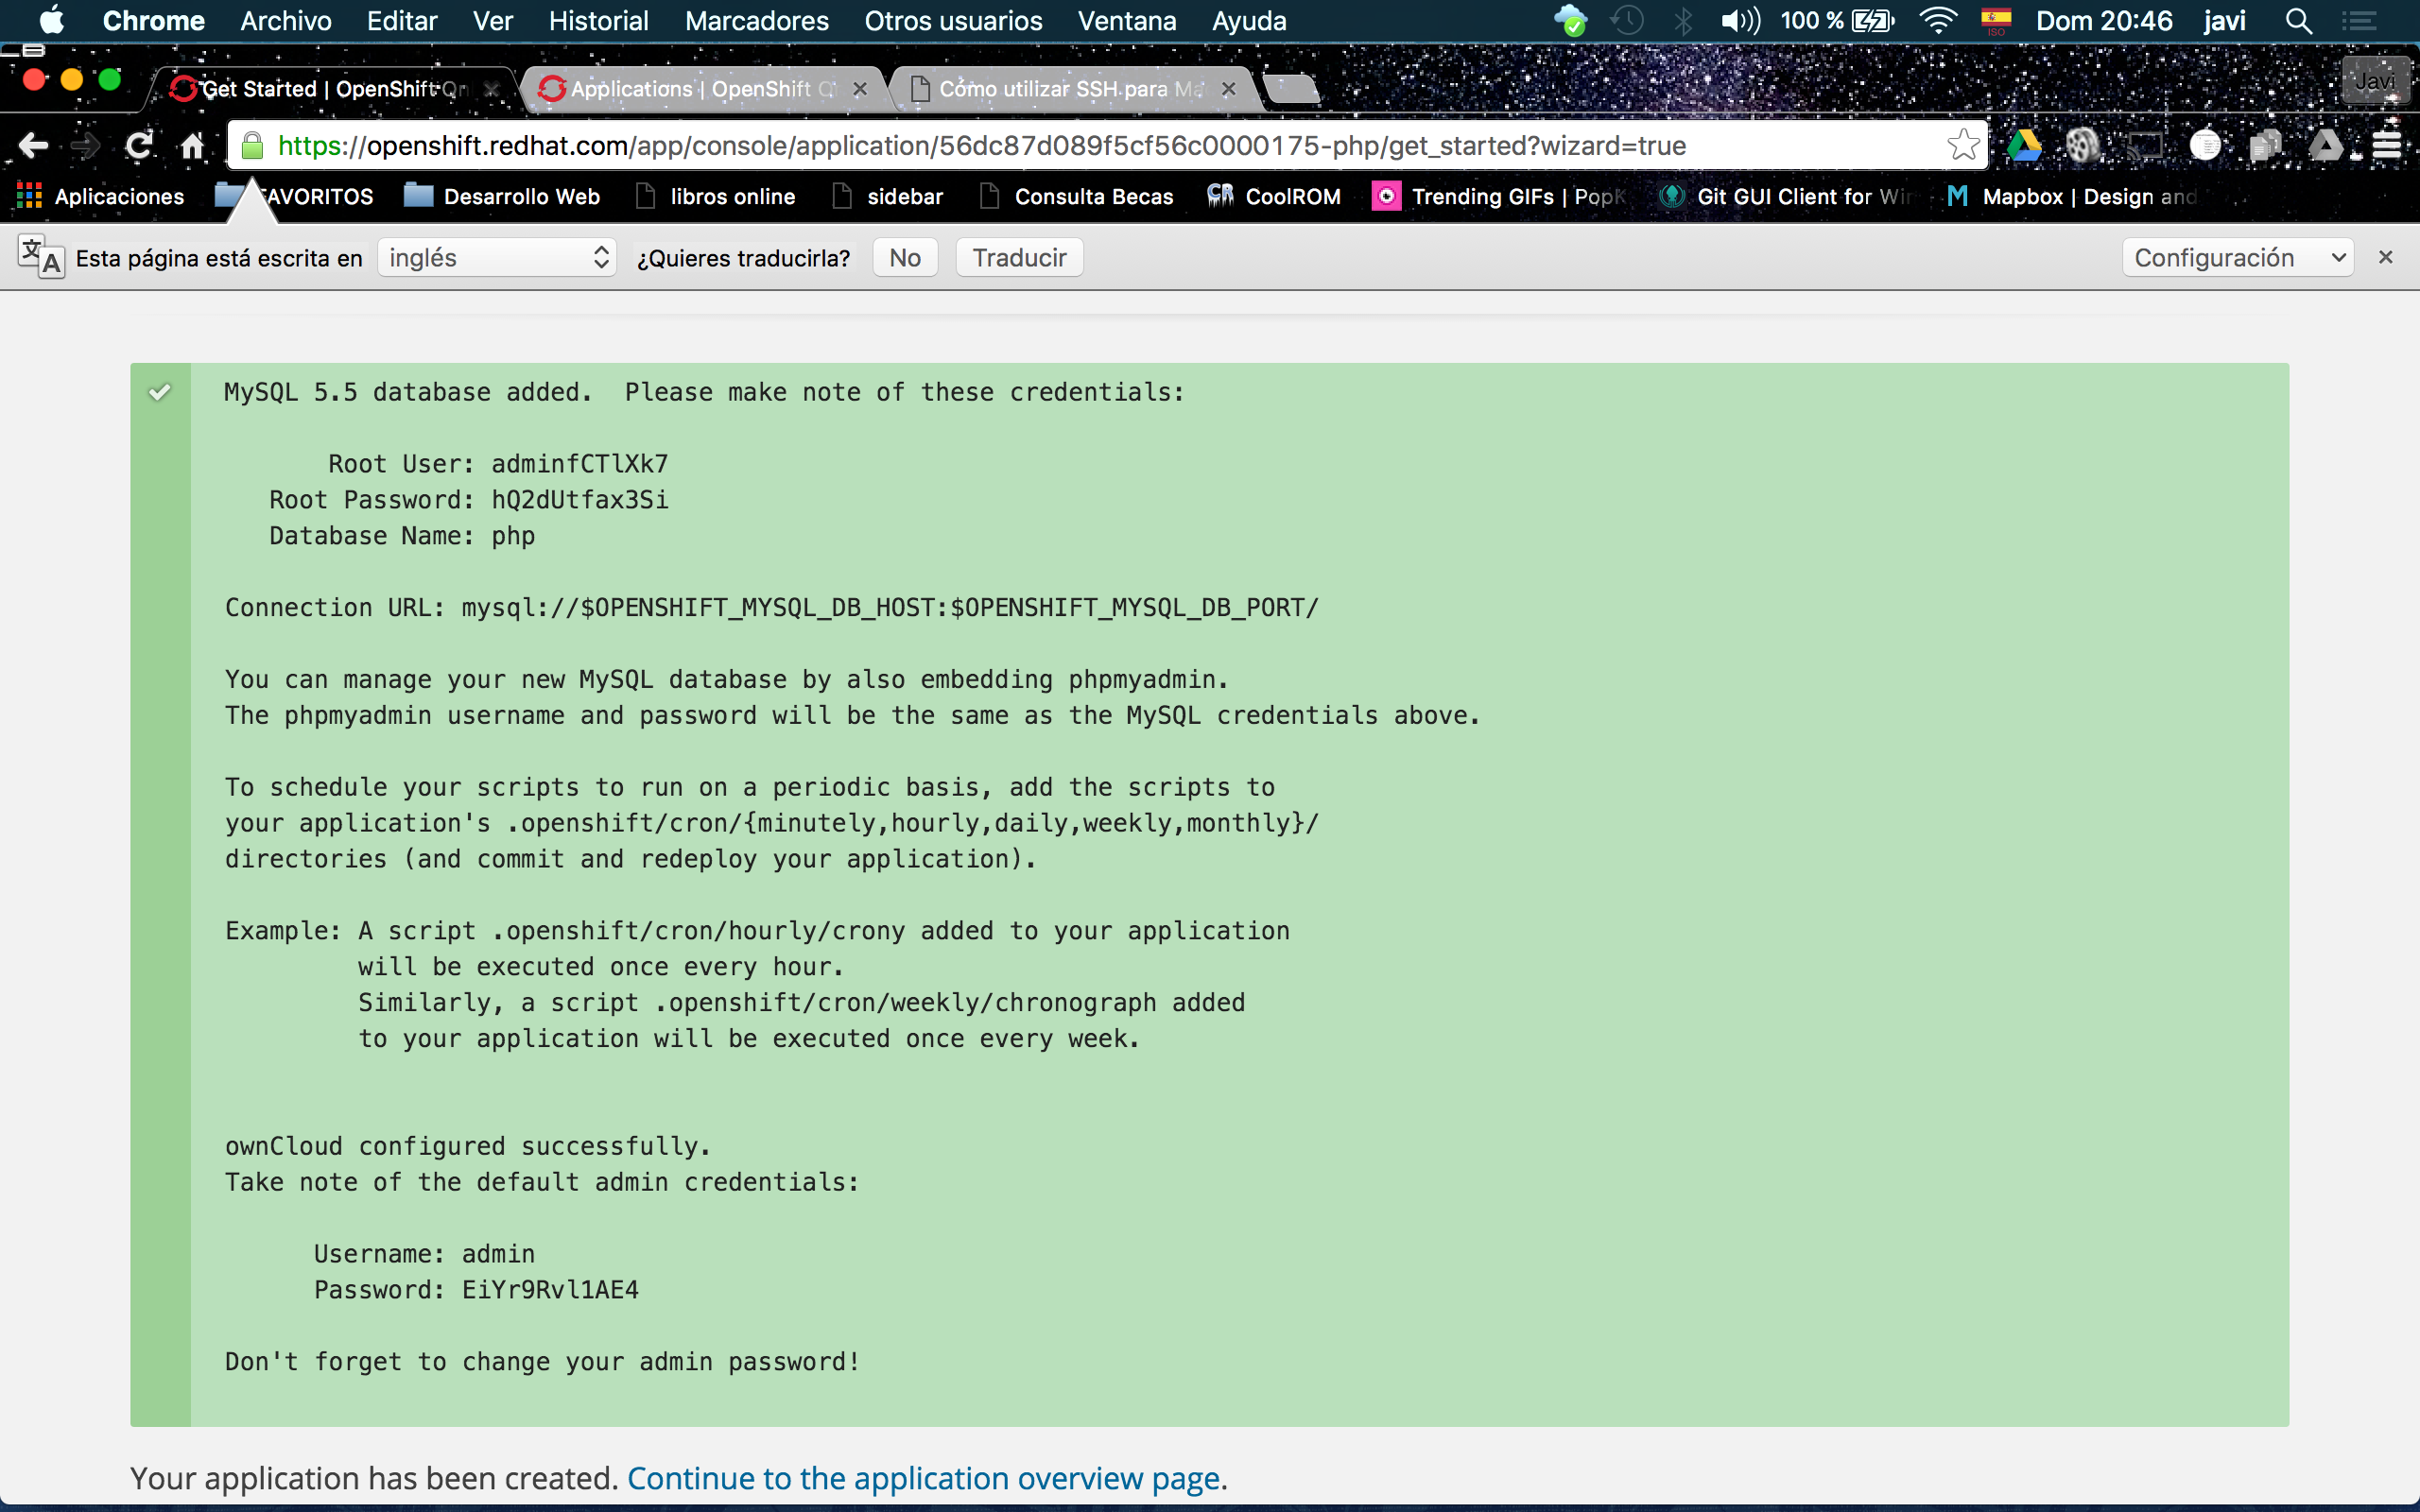 Chrome Archivo Editar Ver Historial Marcadores Otros usuarios Ventana Ayuda 100 % ISO Dom 20:46 javi
Get Started | OpenShift On Applications | OpenShift O Cómo utilizar SSH para Ma Javi
https://openshift.redhat.com/app/console/application/56dc87d089f5cf56c0000175-php/get_started?wizard=true
Aplicaciones AVORITOS Desarrollo Web libros online sidebar Consulta Becas CoolROM Trending GIFs | PopK Git GUI Client for Win M Mapbox | Design and
Esta página está escrita en inglés ¿Quieres traducirla? No Traducir Configuración
MySQL 5.5 database added.  Please make note of these credentials:
Root User: adminfCTlXk7
Root Password: hQ2dUtfax3Si
Database Name: php
Connection URL: mysql://$OPENSHIFT_MYSQL_DB_HOST:$OPENSHIFT_MYSQL_DB_PORT/
You can manage your new MySQL database by also embedding phpmyadmin.
The phpmyadmin username and password will be the same as the MySQL credentials above.
To schedule your scripts to run on a periodic basis, add the scripts to
your application's .openshift/cron/{minutely,hourly,daily,weekly,monthly}/
directories (and commit and redeploy your application).
Example: A script .openshift/cron/hourly/crony added to your application
will be executed once every hour.
Similarly, a script .openshift/cron/weekly/chronograph added
to your application will be executed once every week.
ownCloud configured successfully.
Take note of the default admin credentials:
Username: admin
Password: EiYr9Rvl1AE4
Don't forget to change your admin password!
Your application has been created. Continue to the application overview page.